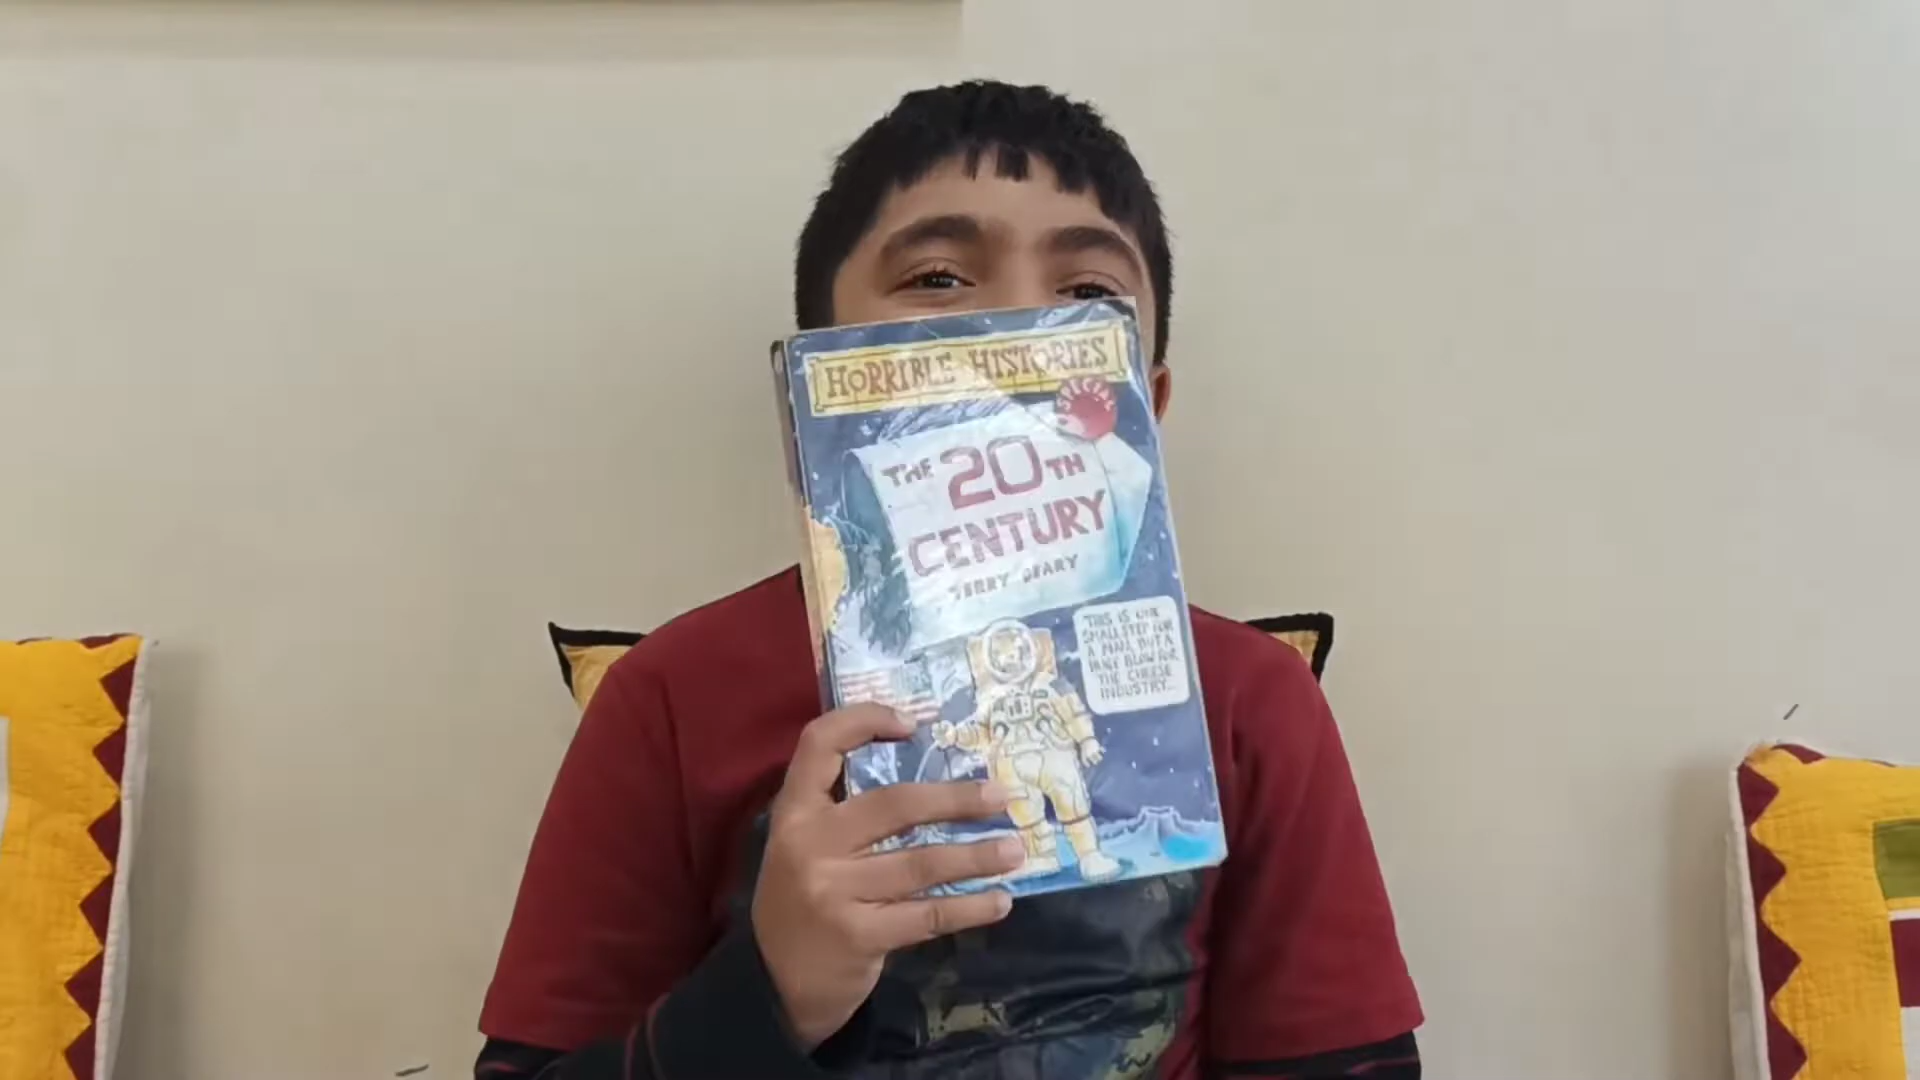 HORRIBLE HISTORIES
SPECIAL
THE 20TH
CENTURY
TERRY DEARY
THIS IS ONE
SMALL STEP FOR
A MAN, BUT A
BLOW FOR
THE CHEESE
INDUSTRY...